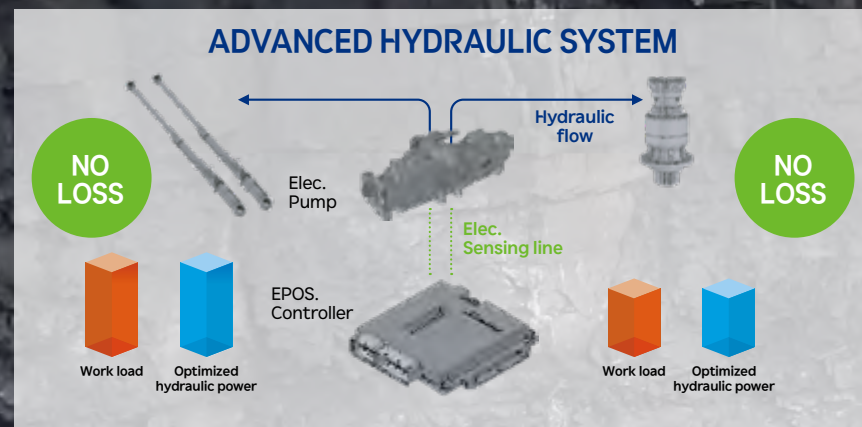 ADVANCED HYDRAULIC SYSTEM
NO
LOSS
Elec.
Pump
Hydraulic
flow
NO
LOSS
Elec.
Sensing line
EPOS.
Controller
Work load
Optimized
hydraulic power
Work load
Optimized
hydraulic power